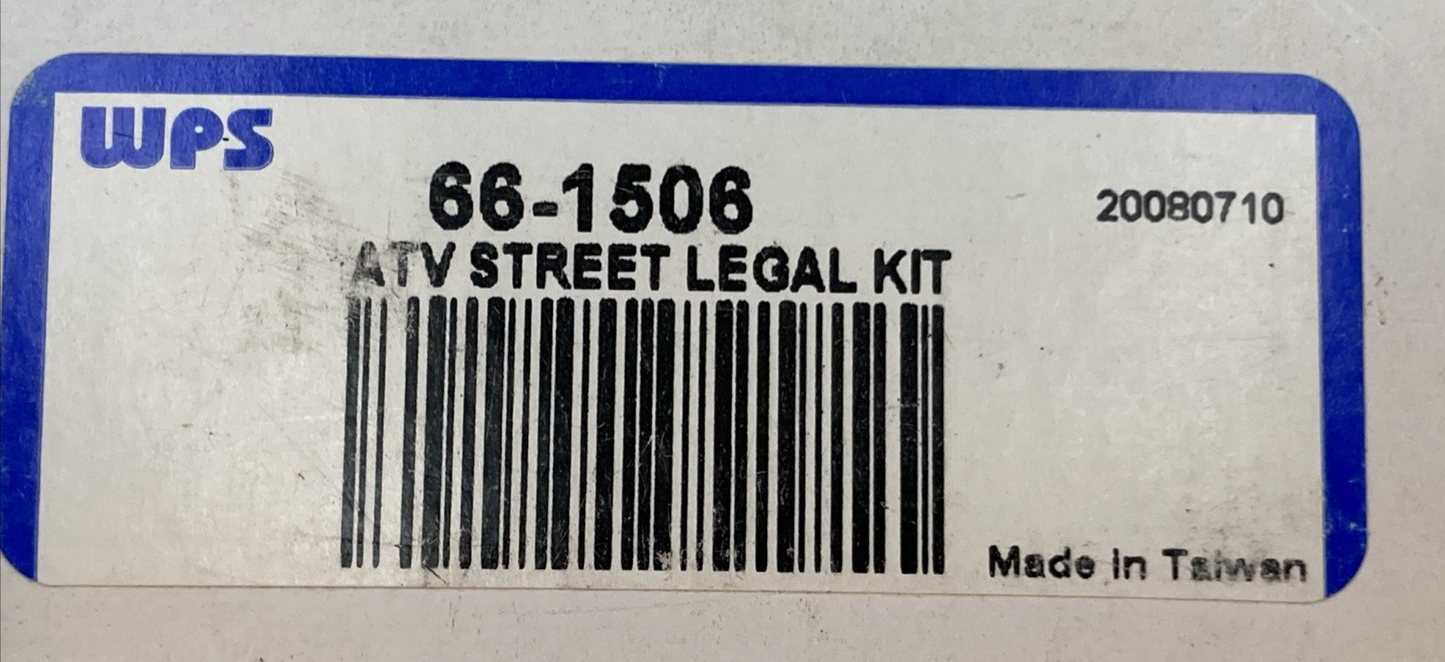 WPS
66-1506
20080710
ATV STREET LEGAL KIT
Made in Taiwan